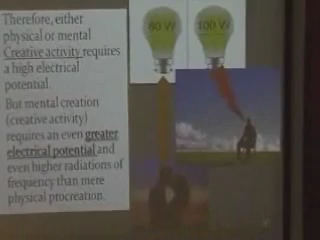 Therefore, either
physical or mental
Creative activity requires
a high electrical
potential.
But mental creation
(creative activity)
requires an even greater
electrical potential and
even higher radiations of
frequency than mere
physical procreation.
60 W
100 W